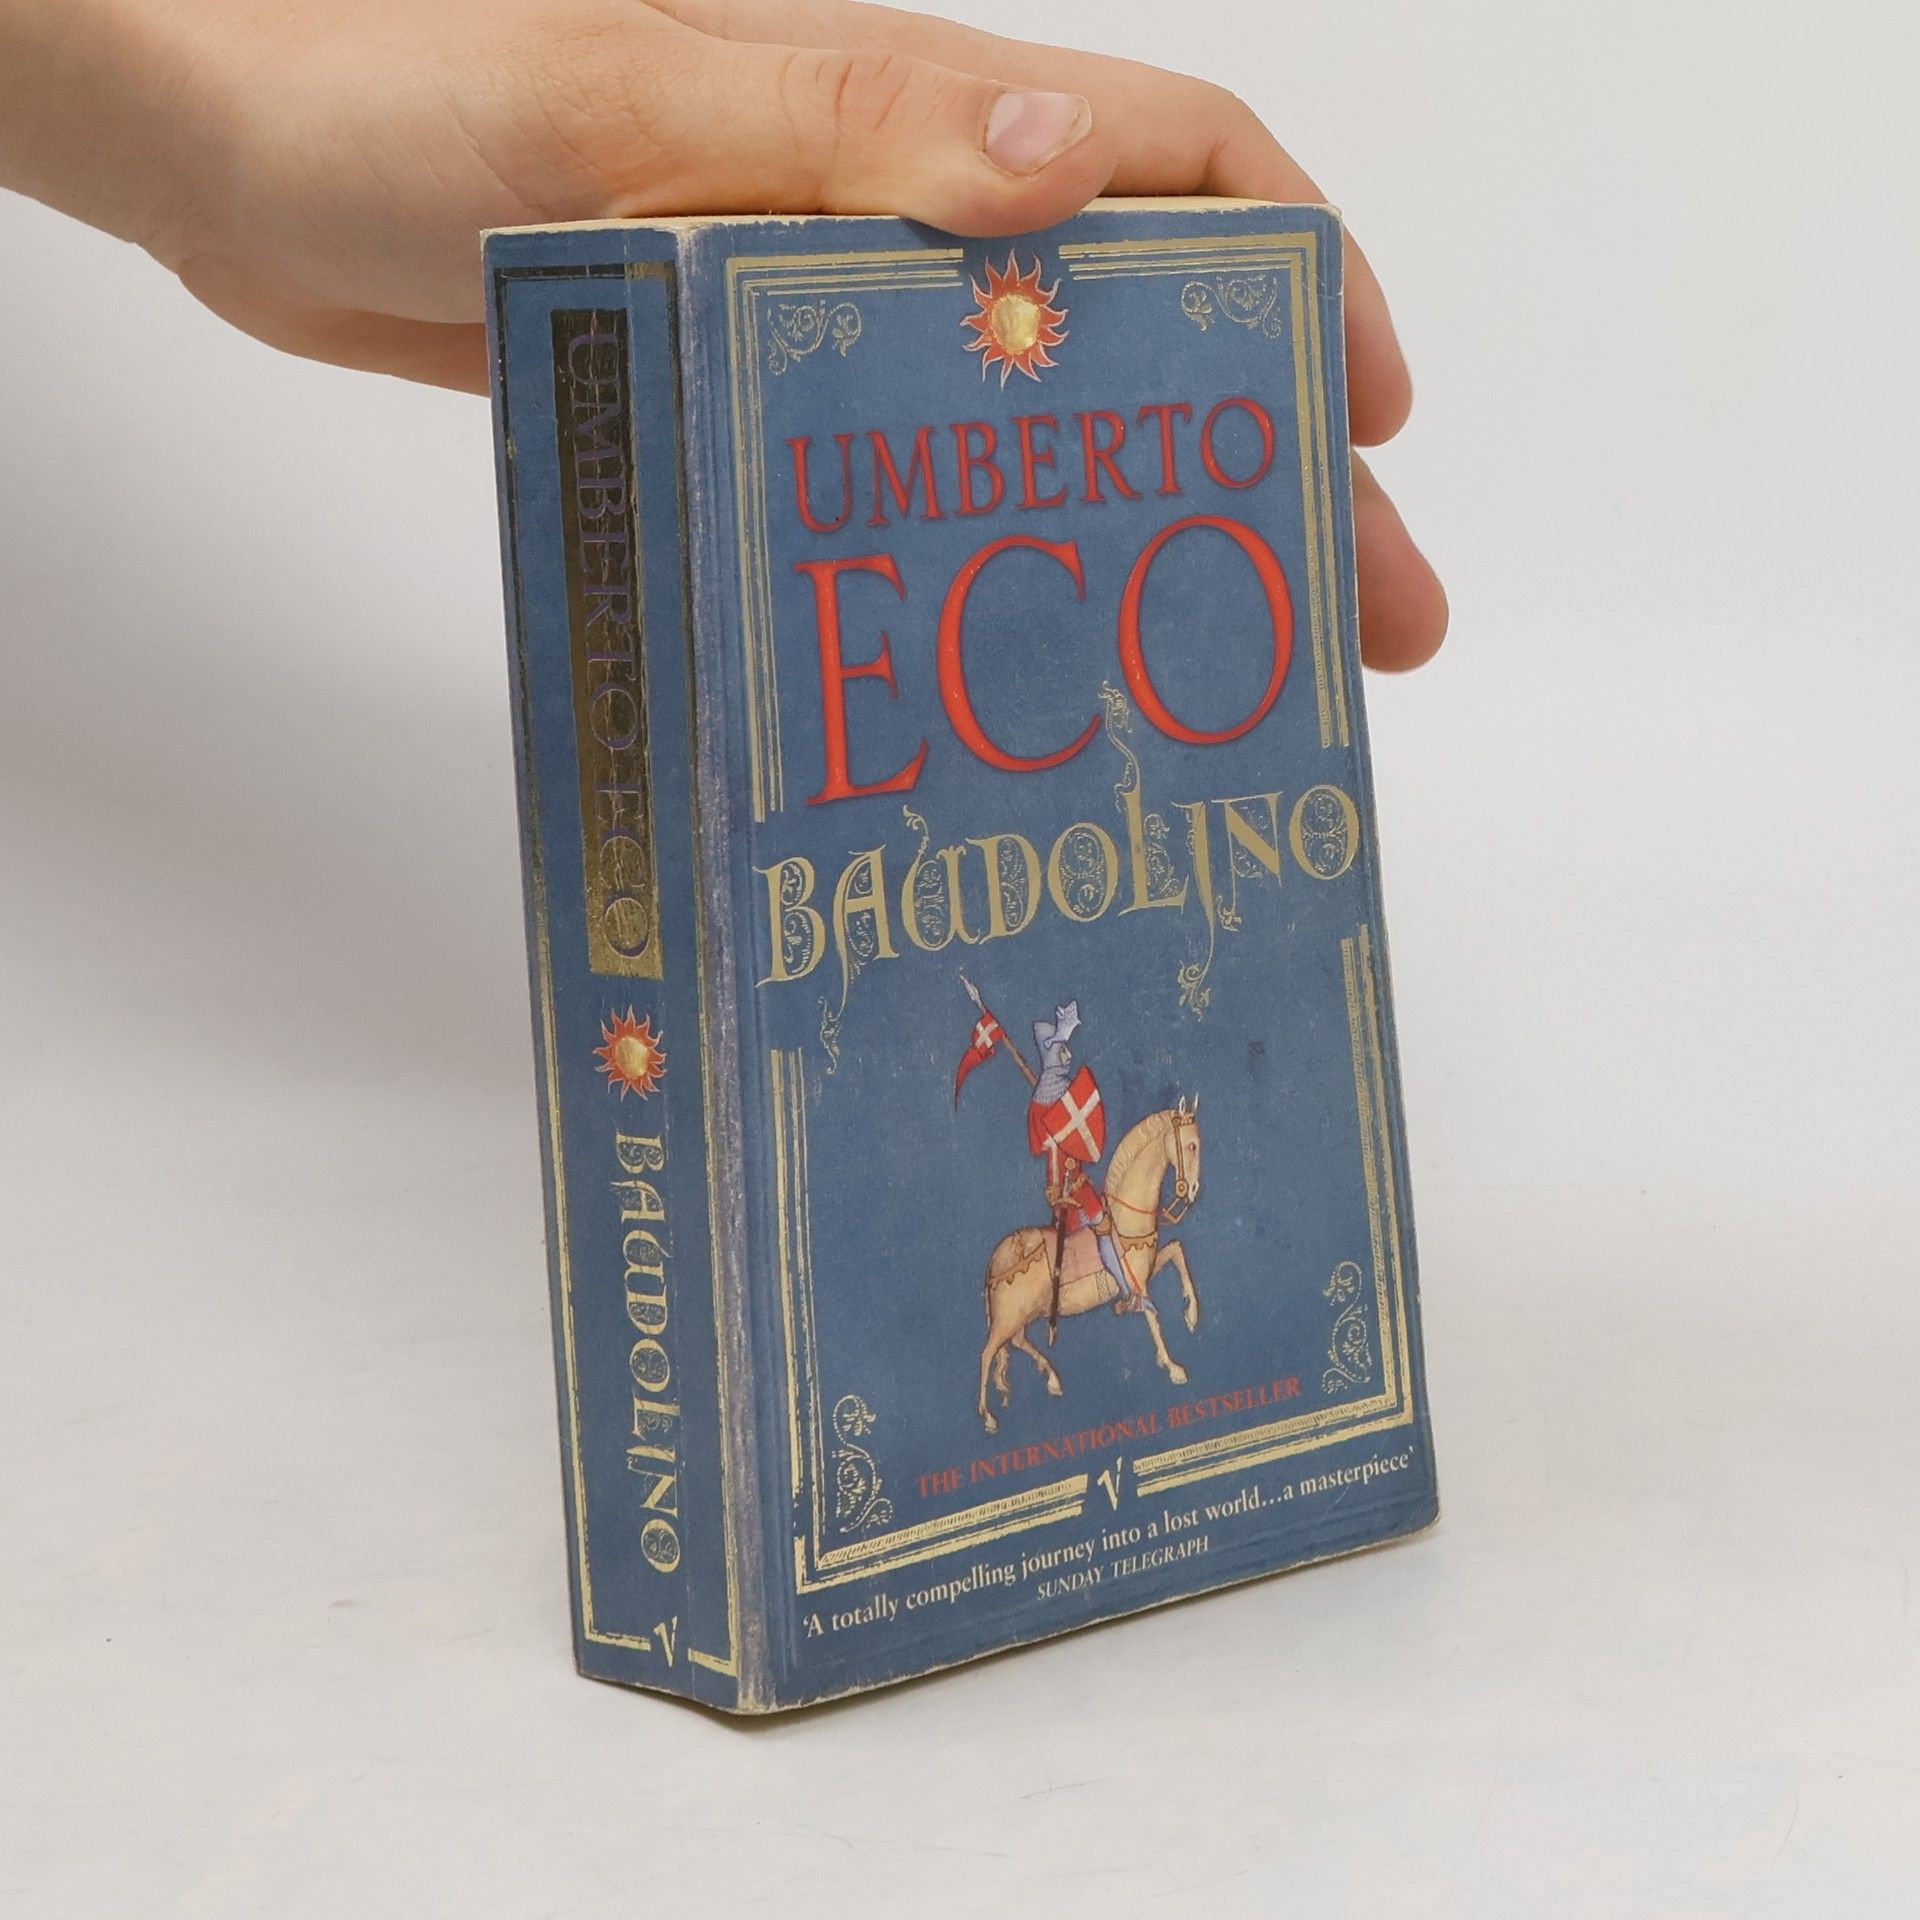 UMBERTO ECO
BAUDOLINO
V
UMBERTO
ECO
BAUDOLINO
THE INTERNATIONAL BESTSELLER
V
‘A totally compelling journey into a lost world...a masterpiece’
SUNDAY TELEGRAPH